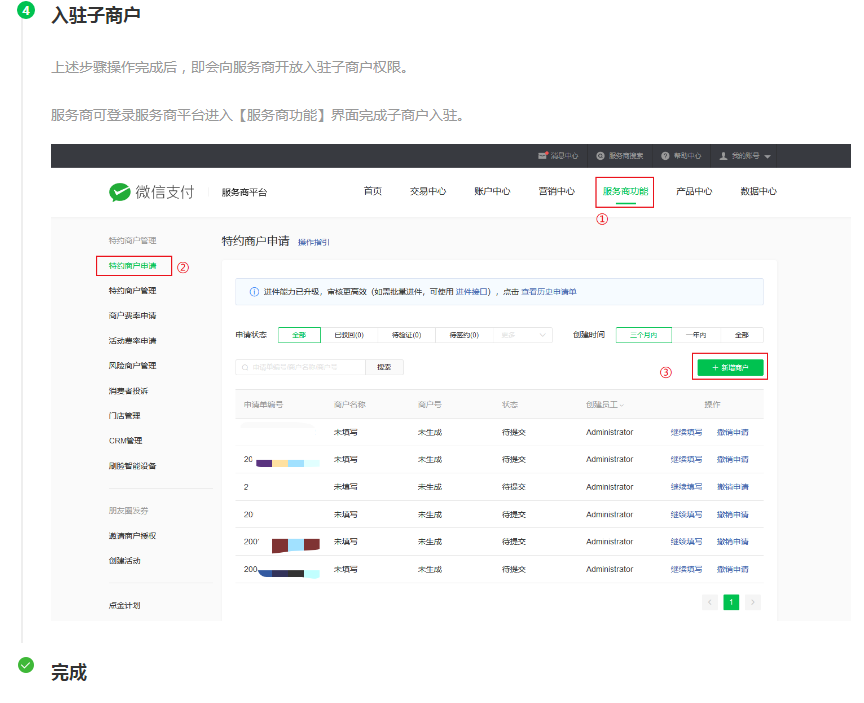 4 入驻子商户
上述步骤操作完成后，即会向服务商开放入驻子商户权限。
服务商可登录服务商平台进入【服务商功能】界面完成子商户入驻。
消息中心 服务商搜索 帮助中心 我的账号
微信支付 服务商平台 首页 交易中心 账户中心 营销中心 服务商功能 产品中心 数据中心
①
特约商户管理
特约商户申请 ②
特约商户管理
商户费率申请
活动费率申请
风险商户管理
消费者投诉
门店管理
CRM管理
刷脸智能设备
朋友圈发券
邀请商户授权
创建活动
点金计划
特约商户申请 操作指引
进件能力已升级，审核更高效（如需批量进件，可使用 进件接口），点击 查看历史申请单
申请状态 全部 已驳回(0) 待验证(0) 待签约(0) 更多 创建时间 三个月内 一年内 全部
申请单编号/商户名称/商户号 搜索 ③ + 新增商户
申请单编号 商户名称 商户号 状态 创建员工 操作
未填写 未生成 待提交 Administrator 继续填写 撤销申请
20 未填写 未生成 待提交 Administrator 继续填写 撤销申请
2 未填写 未生成 待提交 Administrator 继续填写 撤销申请
20 未填写 未生成 待提交 Administrator 继续填写 撤销申请
200 未填写 未生成 待提交 Administrator 继续填写 撤销申请
200 未填写 未生成 待提交 Administrator 继续填写 撤销申请
< 1 >
完成